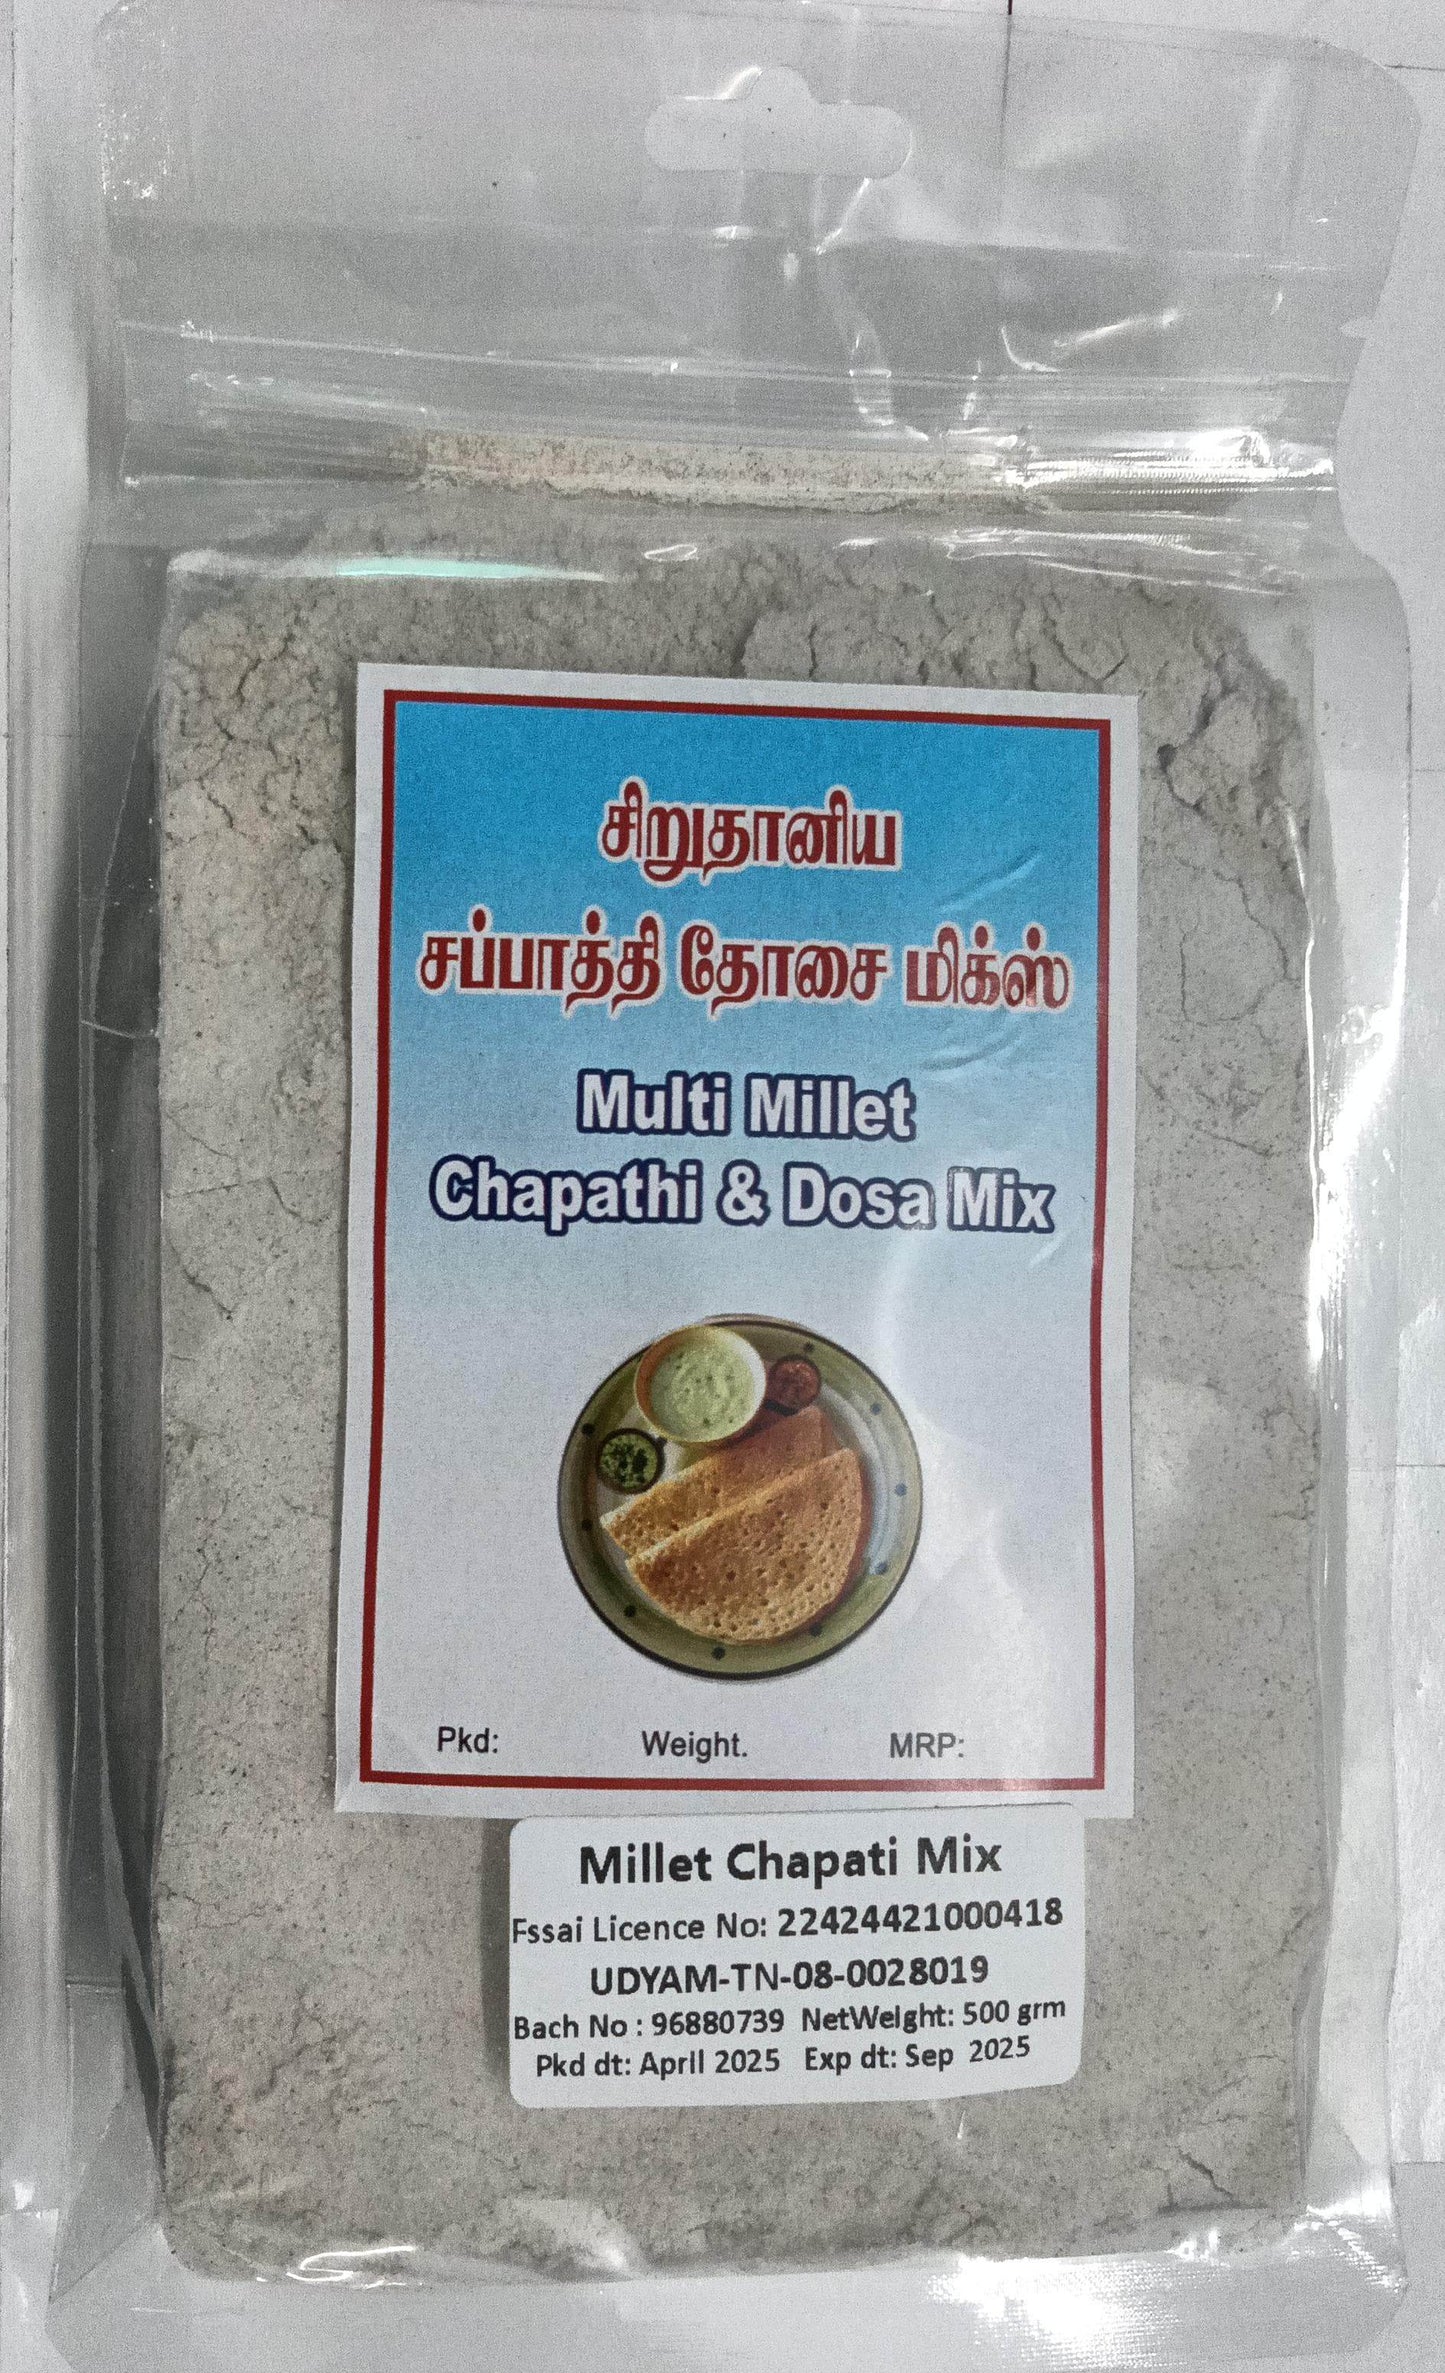 சிறுதானிய
சப்பாத்தி தோசை மிக்ஸ்
Multi Millet
Chapathi & Dosa Mix
Pkd: Weight. MRP:
Millet Chapati Mix
Fssai Licence No: 22424421000418
UDYAM-TN-08-0028019
Bach No : 96880739 NetWeight: 500 grm
Pkd dt: April 2025 Exp dt: Sep 2025